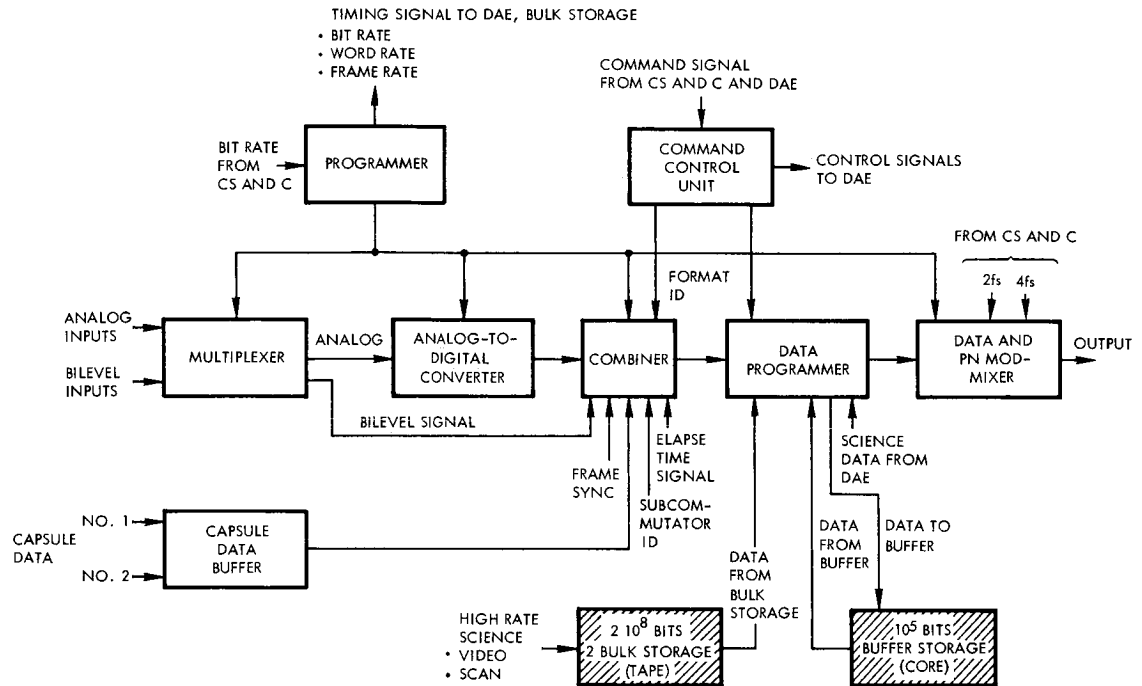 TIMING SIGNAL TO DAE, BULK STORAGE
• BIT RATE
• WORD RATE
• FRAME RATE
COMMAND SIGNAL
FROM CS AND C AND DAE
BIT RATE
FROM
CS AND C
PROGRAMMER
COMMAND
CONTROL
UNIT
CONTROL SIGNALS
TO DAE
FROM CS AND C
2fs
4fs
FORMAT
ID
ANALOG
INPUTS
BILEVEL
INPUTS
MULTIPLEXER
ANALOG
ANALOG-TO-
DIGITAL
CONVERTER
COMBINER
DATA
PROGRAMMER
DATA AND
PN MOD-
MIXER
OUTPUT
BILEVEL SIGNAL
FRAME
SYNC
ELAPSE
TIME
SIGNAL
SUBCOM-
MUTATOR
ID
SCIENCE
DATA FROM
DAE
CAPSULE
DATA
NO. 1
NO. 2
CAPSULE
DATA
BUFFER
DATA
FROM
BULK
STORAGE
DATA
FROM
BUFFER
DATA TO
BUFFER
HIGH RATE
SCIENCE
• VIDEO
• SCAN
2 10⁸ BITS
2 BULK STORAGE
(TAPE)
10⁵ BITS
BUFFER STORAGE
(CORE)